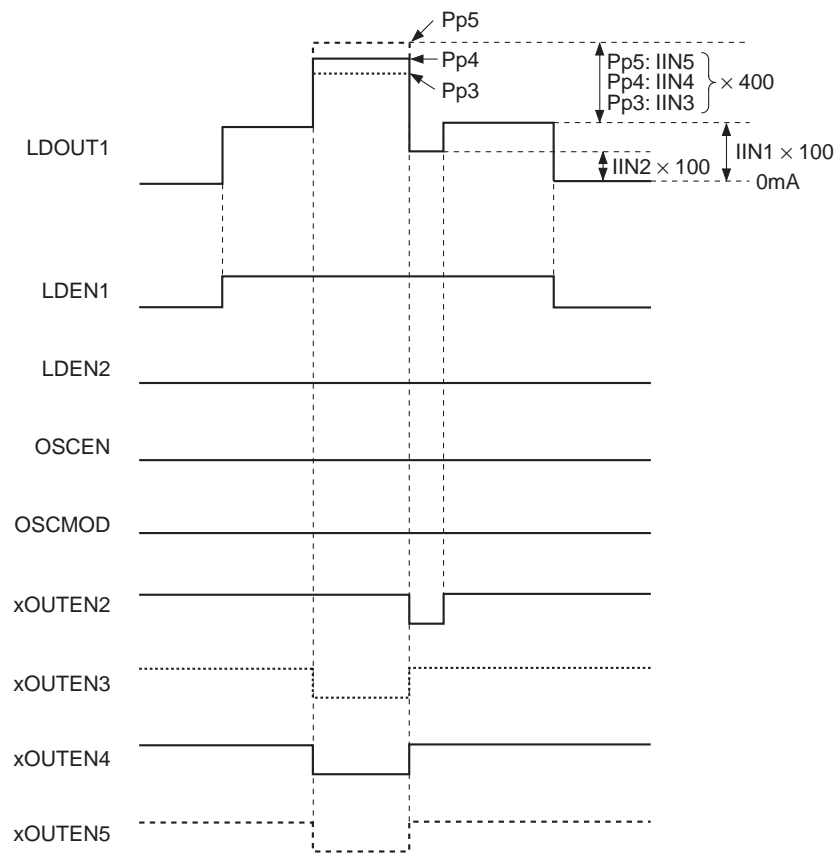 Pp5
Pp4
Pp3
Pp5: IIN5
Pp4: IIN4
Pp3: IIN3
× 400
LDOUT1
IIN1 × 100
IIN2 × 100
0mA
LDEN1
LDEN2
OSCEN
OSCMOD
xOUTEN2
xOUTEN3
xOUTEN4
xOUTEN5